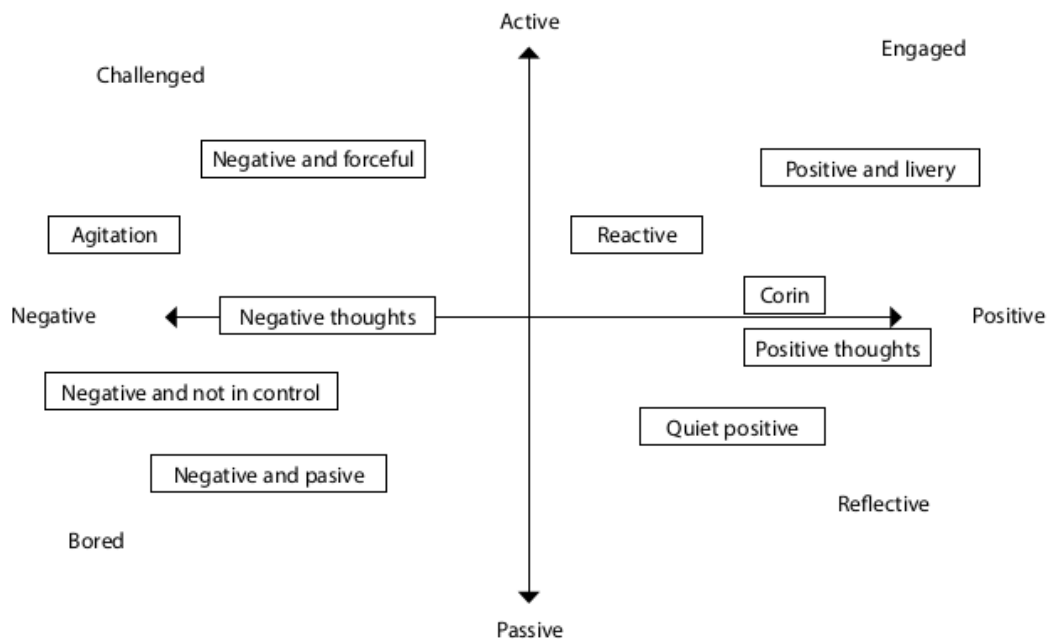 Active
Engaged
Challenged
Negative and forceful
Positive and livery
Agitation
Reactive
Corin
Negative
Negative thoughts
Positive
Positive thoughts
Negative and not in control
Quiet positive
Negative and pasive
Reflective
Bored
Passive